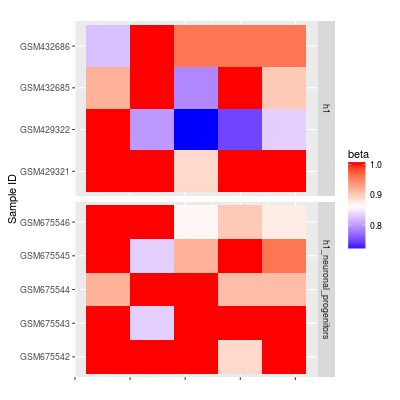 Sample ID
GSM432686
GSM432685
GSM429322
GSM429321
h1
GSM675546
GSM675545
GSM675544
GSM675543
GSM675542
h1_neuronal_progenitors
beta
1.0
0.9
0.8